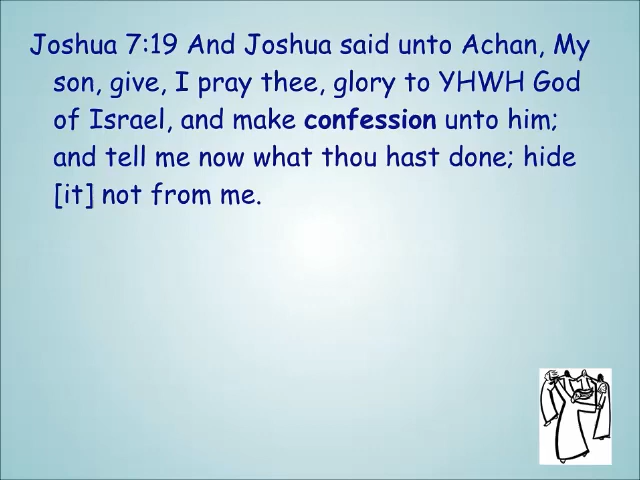 Joshua 7:19 And Joshua said unto Achan, My
son, give, I pray thee, glory to YHWH God
of Israel, and make confession unto him;
and tell me now what thou hast done; hide
[it] not from me.